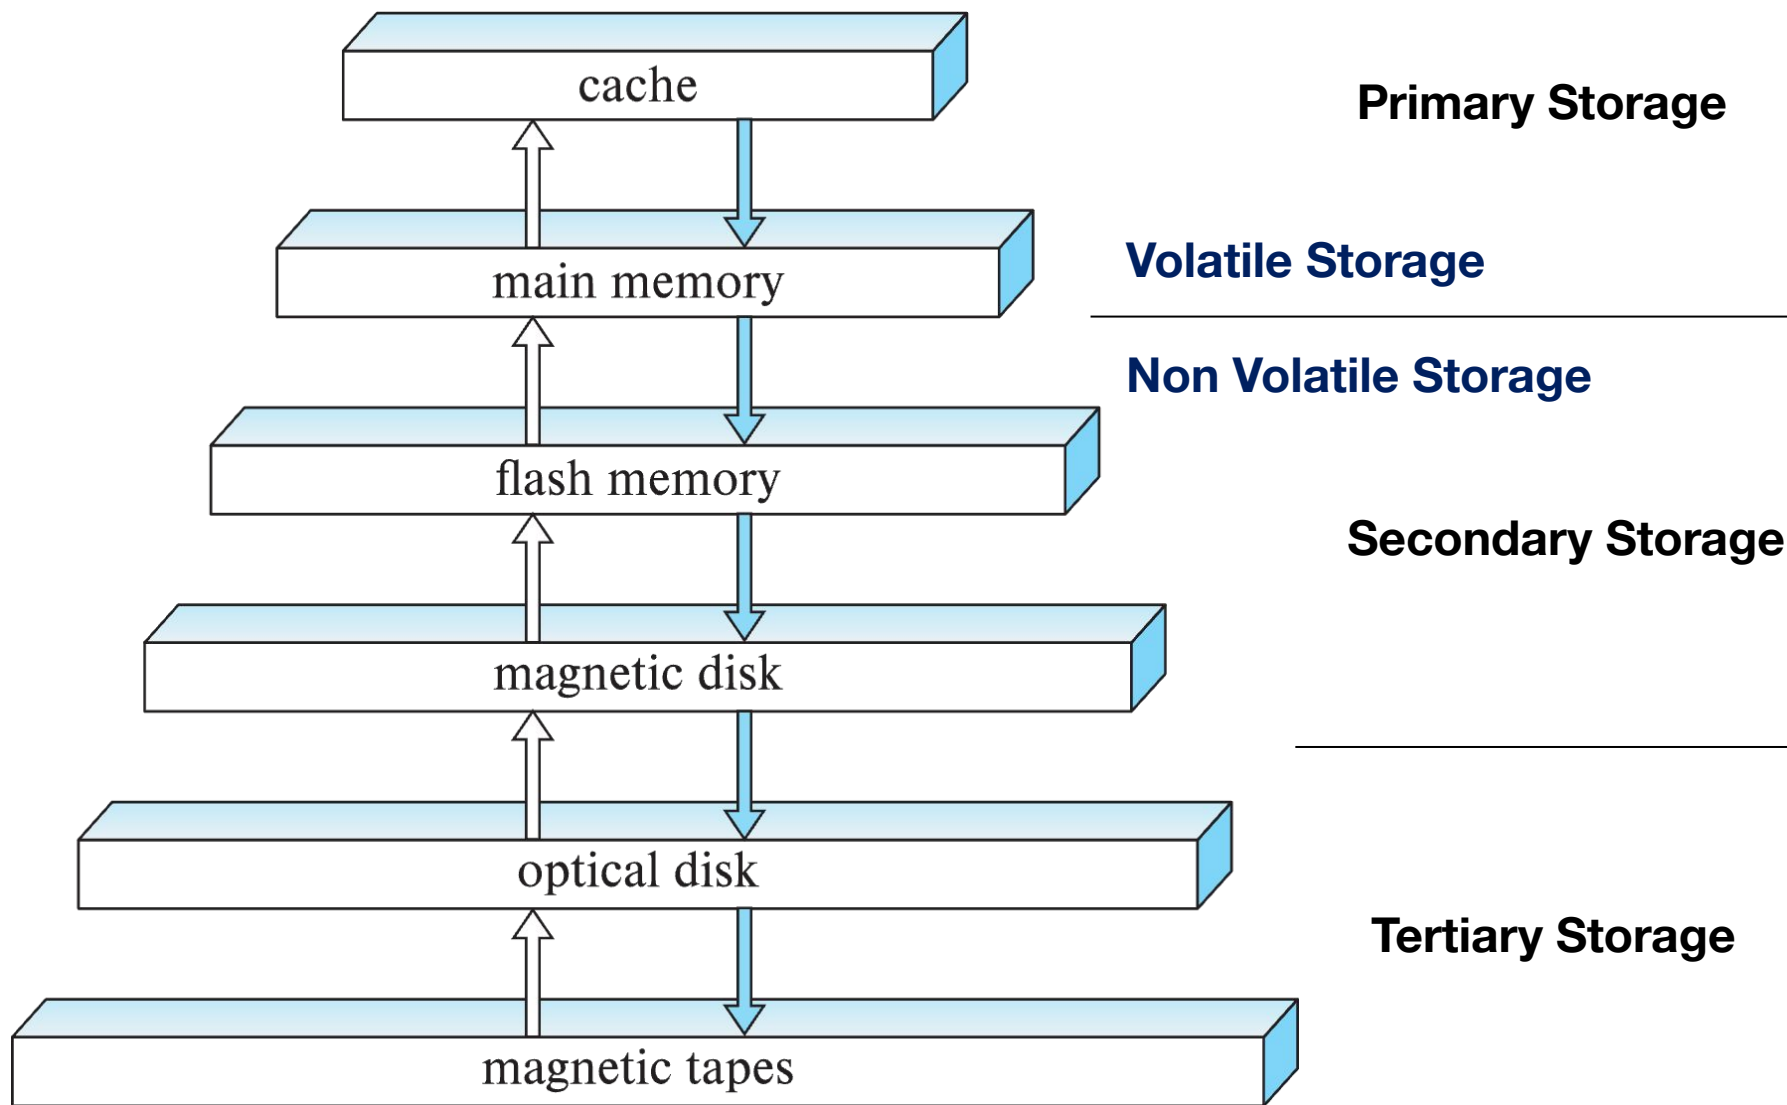 cache
Primary Storage
main memory
Volatile Storage
Non Volatile Storage
flash memory
Secondary Storage
magnetic disk
optical disk
Tertiary Storage
magnetic tapes